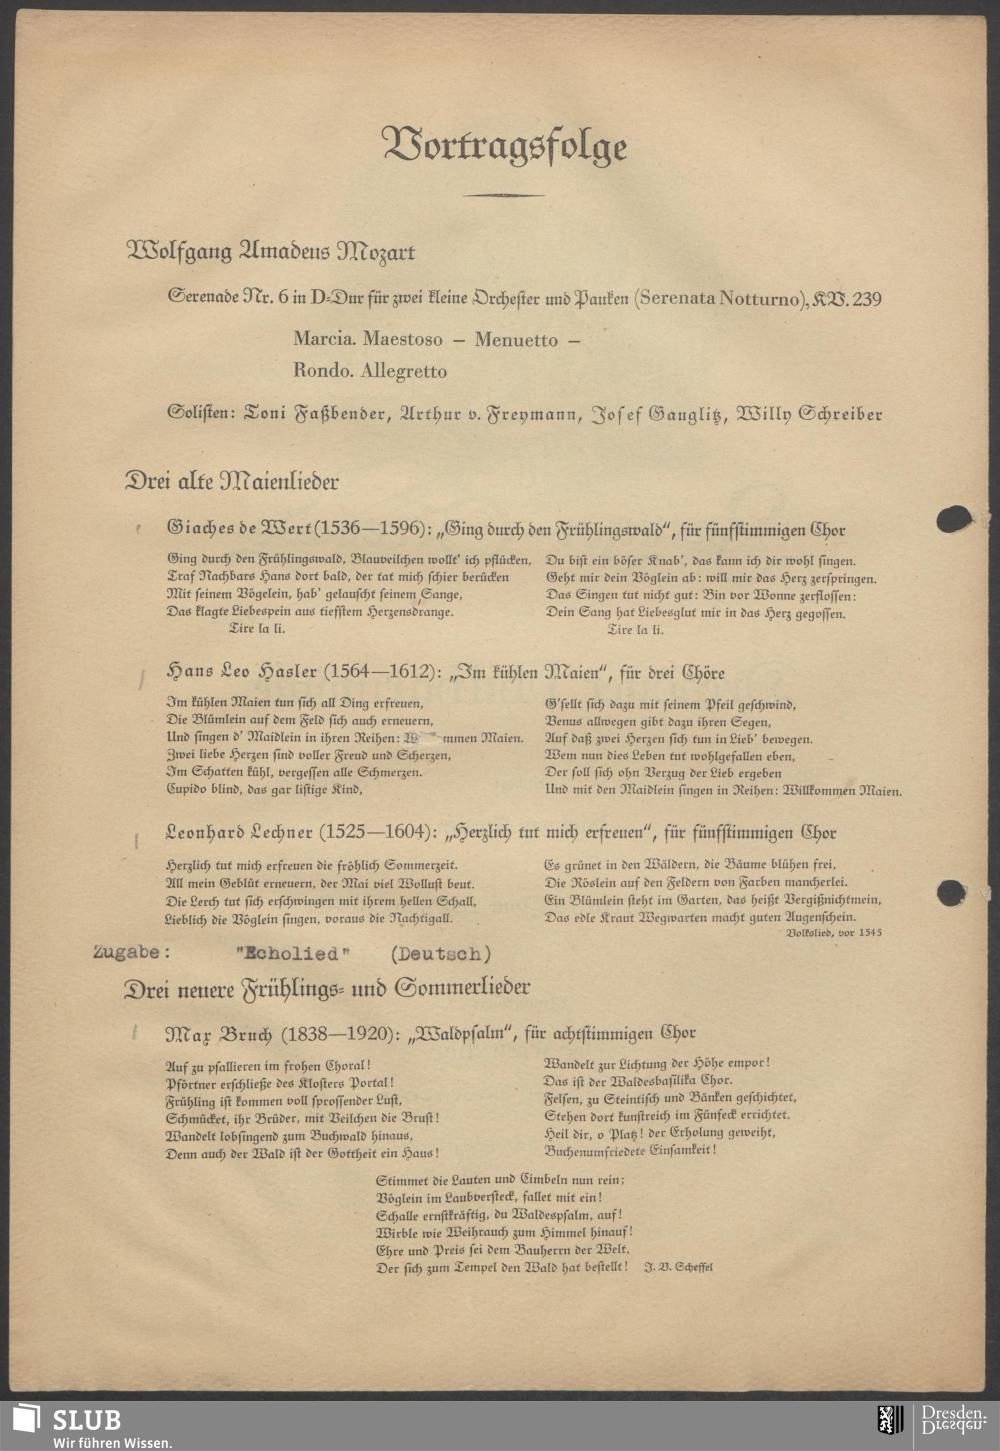 Vortragsfolge
Wolfgang Amadeus Mozart
Serenade Nr. 6 in D-Dur für zwei kleine Orchester und Pauken (Serenata Notturno), KV. 239
Marcia. Maestoso – Menuetto –
Rondo. Allegretto
Solisten: Toni Faßbender, Arthur v. Freymann, Josef Gauglitz, Willy Schreiber
Drei alte Maienlieder
Giaches de Wert (1536—1596): „Ging durch den Frühlingswald“, für fünfstimmigen Chor
Ging durch den Frühlingswald, Blauveilchen wollt' ich pflücken,
Traf Nachbars Hans dort bald, der tat mich schier berücken
Mit seinem Vögelein, hab' gelauscht seinem Sange,
Das klagte Liebespein aus tiefstem Herzensdrange.
Tire la li.
Du bist ein böser Knab', das kann ich dir wohl singen.
Geht mir dein Vöglein ab: will mir das Herz zerspringen.
Das Singen tut nicht gut: Bin vor Wonne zerflossen:
Dein Sang hat Liebesglut mir in das Herz gegossen.
Tire la li.
Hans Leo Hasler (1564—1612): „Im kühlen Maien“, für drei Chöre
Im kühlen Maien tun sich all Ding erfreuen,
Die Blümlein auf dem Feld sich auch erneuern,
Und singen d' Maidlein in ihren Reihen: W mmen Maien.
Zwei liebe Herzen sind voller Freud und Scherzen,
Im Schatten kühl, vergessen alle Schmerzen.
Cupido blind, das gar listige Kind,
G'sellt sich dazu mit seinem Pfeil geschwind,
Venus allwegen gibt dazu ihren Segen,
Auf daß zwei Herzen sich tun in Lieb' bewegen.
Wem nun dies Leben tut wohlgefallen eben,
Der soll sich ohn Verzug der Lieb ergeben
Und mit den Maidlein singen in Reihen: Willkommen Maien.
Leonhard Lechner (1525—1604): „Herzlich tut mich erfreuen“, für fünfstimmigen Chor
Herzlich tut mich erfreuen die fröhlich Sommerzeit.
All mein Geblüt erneuern, der Mai viel Wollust beut.
Die Lerch tut sich erschwingen mit ihrem hellen Schall,
Lieblich die Vöglein singen, voraus die Nachtigall.
Es grünet in den Wäldern, die Bäume blühen frei,
Die Röslein auf den Feldern von Farben mancherlei.
Ein Blümlein steht im Garten, das heißt Vergißnichtmein,
Das edle Kraut Wegwarten macht guten Augenschein.
Volkslied, vor 1545
Zugabe: "Echolied" (Deutsch)
Drei neuere Frühlings- und Sommerlieder
Max Bruch (1838—1920): „Waldpsalm“, für achtstimmigen Chor
Auf zu psallieren im frohen Choral!
Pförtner erschließe des Klosters Portal!
Frühling ist kommen voll sprossender Lust,
Schmücket, ihr Brüder, mit Veilchen die Brust!
Wandelt lobsingend zum Buchwald hinaus,
Denn auch der Wald ist der Gottheit ein Haus!
Wandelt zur Lichtung der Höhe empor!
Das ist der Waldesbasilika Chor.
Felsen, zu Steintisch und Bänken geschichtet,
Stehen dort kunstreich im Fünfeck errichtet.
Heil dir, o Platz! der Erholung geweiht,
Buchenumfriedete Einsamkeit!
Stimmet die Lauten und Cimbeln nun rein;
Vöglein im Laubversteck, fallet mit ein!
Schalle ernstkräftig, du Waldespsalm, auf!
Wirble wie Weihrauch zum Himmel hinauf!
Ehre und Preis sei dem Bauherrn der Welt,
Der sich zum Tempel den Wald hat bestellt! J. V. Scheffel
SLUB
Wir führen Wissen.
Dresden.
Dresden.